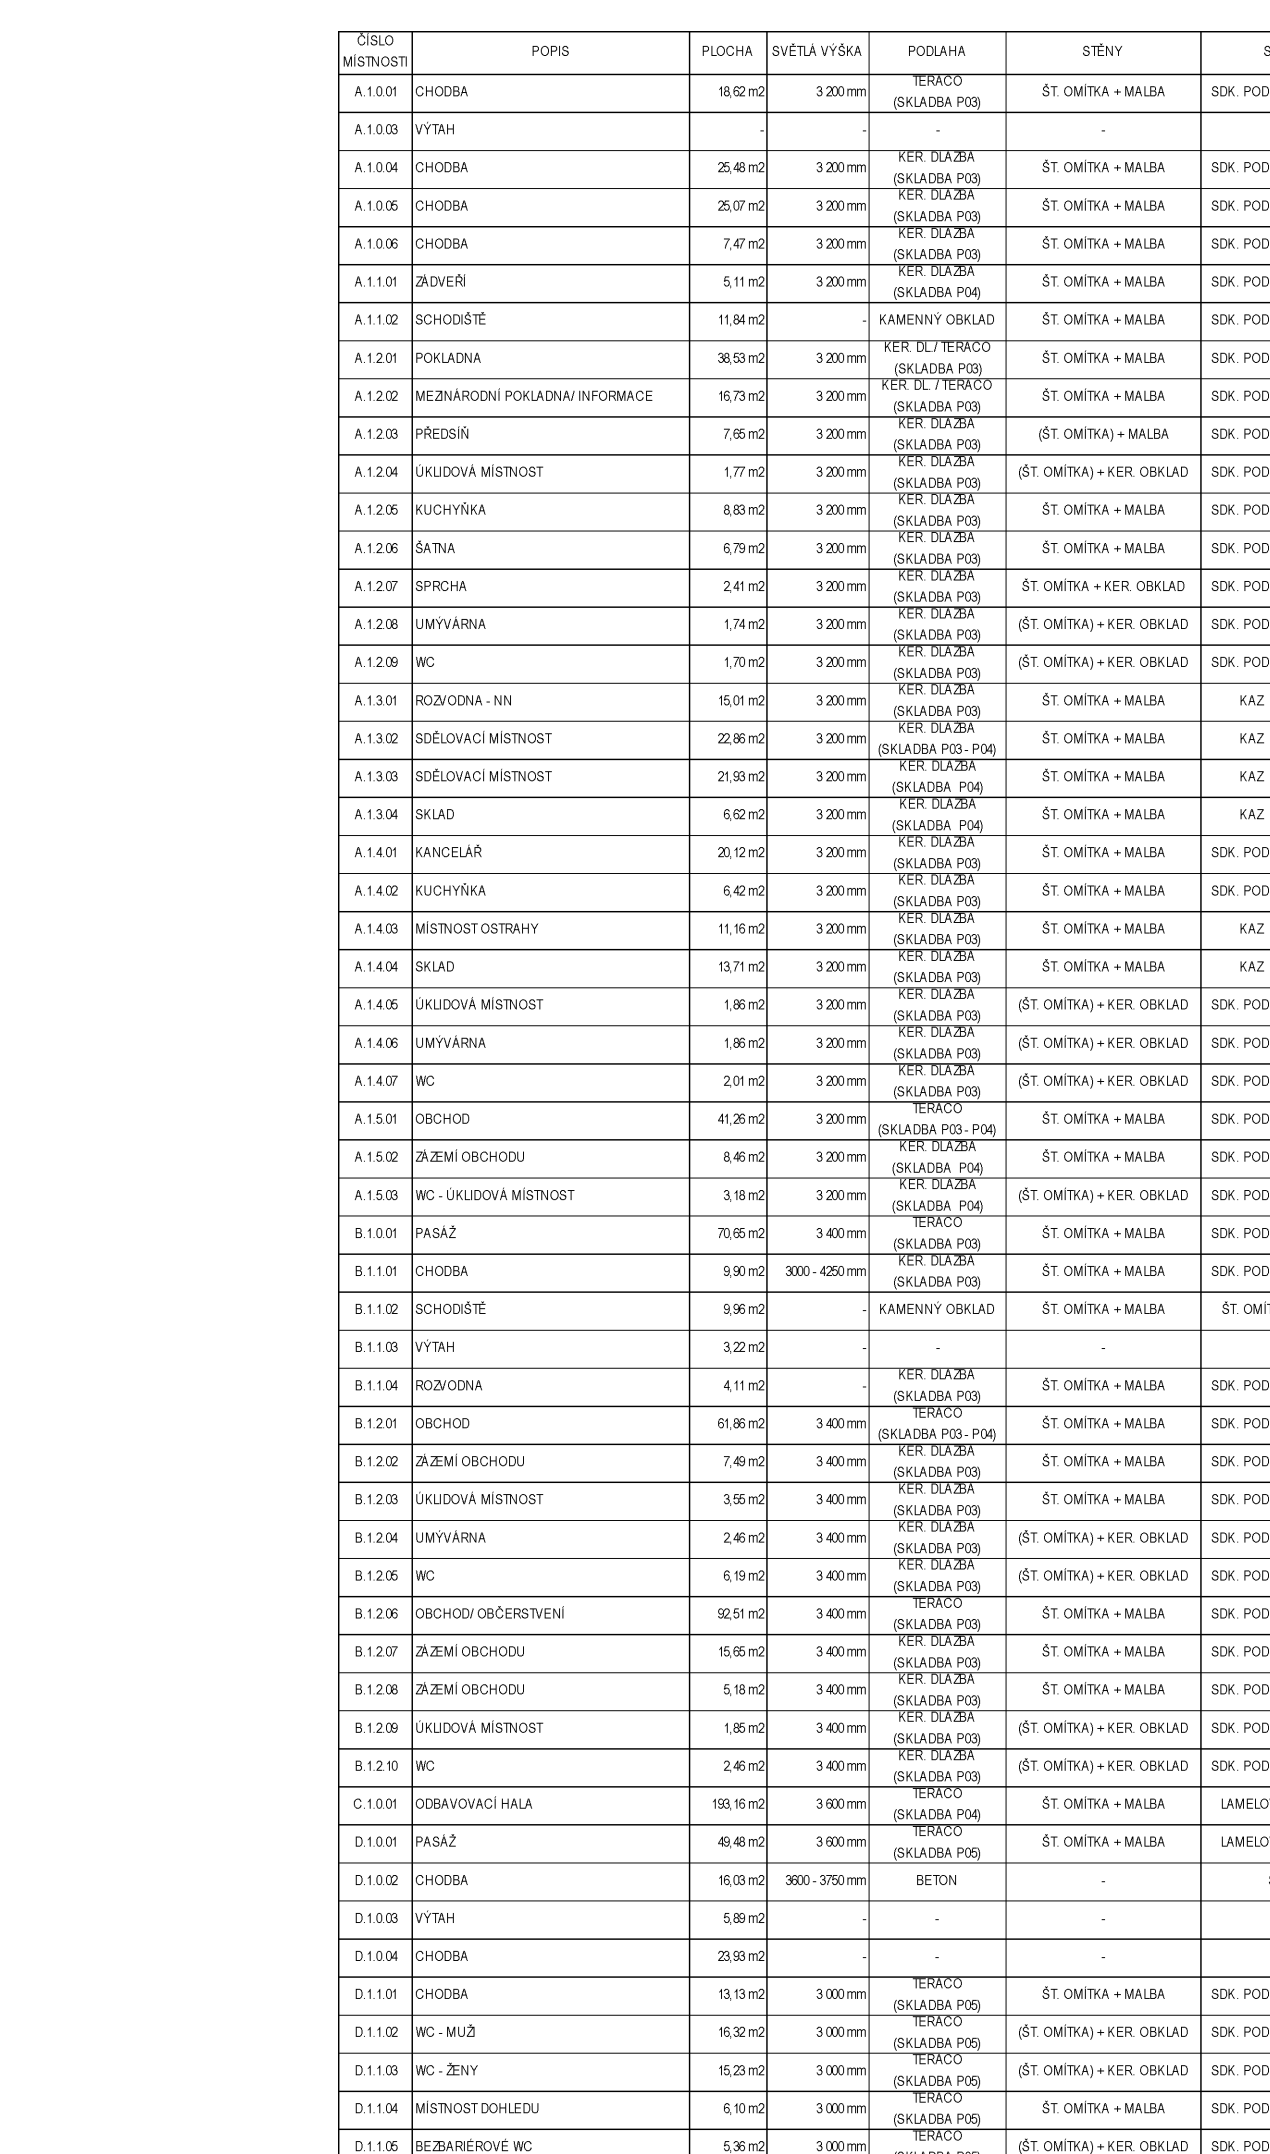 ČÍSLO MÍSTNOSTI POPIS PLOCHA SVĚTLÁ VÝŠKA PODLAHA STĚNY S
A.1.0.01 CHODBA 18,62 m2 3 200 mm TERACO (SKLADBA P03) ŠT. OMÍTKA + MALBA SDK. POD
A.1.0.03 VÝTAH - - - -
A.1.0.04 CHODBA 25,48 m2 3 200 mm KER. DLAŽBA (SKLADBA P03) ŠT. OMÍTKA + MALBA SDK. POD
A.1.0.05 CHODBA 25,07 m2 3 200 mm KER. DLAŽBA (SKLADBA P03) ŠT. OMÍTKA + MALBA SDK. POD
A.1.0.06 CHODBA 7,47 m2 3 200 mm KER. DLAŽBA (SKLADBA P03) ŠT. OMÍTKA + MALBA SDK. POD
A.1.1.01 ZÁDVEŘÍ 5,11 m2 3 200 mm KER. DLAŽBA (SKLADBA P04) ŠT. OMÍTKA + MALBA SDK. POD
A.1.1.02 SCHODIŠTĚ 11,84 m2 - KAMENNÝ OBKLAD ŠT. OMÍTKA + MALBA SDK. POD
A.1.2.01 POKLADNA 38,53 m2 3 200 mm KER. DL./ TERACO (SKLADBA P03) ŠT. OMÍTKA + MALBA SDK. POD
A.1.2.02 MEZINÁRODNÍ POKLADNA/ INFORMACE 16,73 m2 3 200 mm KER. DL. / TERACO (SKLADBA P03) ŠT. OMÍTKA + MALBA SDK. POD
A.1.2.03 PŘEDSÍŇ 7,65 m2 3 200 mm KER. DLAŽBA (SKLADBA P03) (ŠT. OMÍTKA) + MALBA SDK. POD
A.1.2.04 ÚKLIDOVÁ MÍSTNOST 1,77 m2 3 200 mm KER. DLAŽBA (SKLADBA P03) (ŠT. OMÍTKA) + KER. OBKLAD SDK. POD
A.1.2.05 KUCHYŇKA 8,83 m2 3 200 mm KER. DLAŽBA (SKLADBA P03) ŠT. OMÍTKA + MALBA SDK. POD
A.1.2.06 ŠATNA 6,79 m2 3 200 mm KER. DLAŽBA (SKLADBA P03) ŠT. OMÍTKA + MALBA SDK. POD
A.1.2.07 SPRCHA 2,41 m2 3 200 mm KER. DLAŽBA (SKLADBA P03) ŠT. OMÍTKA + KER. OBKLAD SDK. POD
A.1.2.08 UMÝVÁRNA 1,74 m2 3 200 mm KER. DLAŽBA (SKLADBA P03) (ŠT. OMÍTKA) + KER. OBKLAD SDK. POD
A.1.2.09 WC 1,70 m2 3 200 mm KER. DLAŽBA (SKLADBA P03) (ŠT. OMÍTKA) + KER. OBKLAD SDK. POD
A.1.3.01 ROZVODNA - NN 15,01 m2 3 200 mm KER. DLAŽBA (SKLADBA P03) ŠT. OMÍTKA + MALBA KAZ
A.1.3.02 SDĚLOVACÍ MÍSTNOST 22,86 m2 3 200 mm KER. DLAŽBA (SKLADBA P03 - P04) ŠT. OMÍTKA + MALBA KAZ
A.1.3.03 SDĚLOVACÍ MÍSTNOST 21,93 m2 3 200 mm KER. DLAŽBA (SKLADBA P04) ŠT. OMÍTKA + MALBA KAZ
A.1.3.04 SKLAD 6,62 m2 3 200 mm KER. DLAŽBA (SKLADBA P04) ŠT. OMÍTKA + MALBA KAZ
A.1.4.01 KANCELÁŘ 20,12 m2 3 200 mm KER. DLAŽBA (SKLADBA P03) ŠT. OMÍTKA + MALBA SDK. POD
A.1.4.02 KUCHYŇKA 6,42 m2 3 200 mm KER. DLAŽBA (SKLADBA P03) ŠT. OMÍTKA + MALBA SDK. POD
A.1.4.03 MÍSTNOST OSTRAHY 11,16 m2 3 200 mm KER. DLAŽBA (SKLADBA P03) ŠT. OMÍTKA + MALBA KAZ
A.1.4.04 SKLAD 13,71 m2 3 200 mm KER. DLAŽBA (SKLADBA P03) ŠT. OMÍTKA + MALBA KAZ
A.1.4.05 ÚKLIDOVÁ MÍSTNOST 1,86 m2 3 200 mm KER. DLAŽBA (SKLADBA P03) (ŠT. OMÍTKA) + KER. OBKLAD SDK. POD
A.1.4.06 UMÝVÁRNA 1,86 m2 3 200 mm KER. DLAŽBA (SKLADBA P03) (ŠT. OMÍTKA) + KER. OBKLAD SDK. POD
A.1.4.07 WC 2,01 m2 3 200 mm KER. DLAŽBA (SKLADBA P03) (ŠT. OMÍTKA) + KER. OBKLAD SDK. POD
A.1.5.01 OBCHOD 41,26 m2 3 200 mm TERACO (SKLADBA P03 - P04) ŠT. OMÍTKA + MALBA SDK. POD
A.1.5.02 ZÁZEMÍ OBCHODU 8,46 m2 3 200 mm KER. DLAŽBA (SKLADBA P04) ŠT. OMÍTKA + MALBA SDK. POD
A.1.5.03 WC - ÚKLIDOVÁ MÍSTNOST 3,18 m2 3 200 mm KER. DLAŽBA (SKLADBA P04) (ŠT. OMÍTKA) + KER. OBKLAD SDK. POD
B.1.0.01 PASÁŽ 70,65 m2 3 400 mm TERACO (SKLADBA P03) ŠT. OMÍTKA + MALBA SDK. POD
B.1.1.01 CHODBA 9,90 m2 3000 - 4250 mm KER. DLAŽBA (SKLADBA P03) ŠT. OMÍTKA + MALBA SDK. POD
B.1.1.02 SCHODIŠTĚ 9,96 m2 - KAMENNÝ OBKLAD ŠT. OMÍTKA + MALBA ŠT. OMÍT
B.1.1.03 VÝTAH 3,22 m2 - - -
B.1.1.04 ROZVODNA 4,11 m2 - KER. DLAŽBA (SKLADBA P03) ŠT. OMÍTKA + MALBA SDK. POD
B.1.2.01 OBCHOD 61,86 m2 3 400 mm TERACO (SKLADBA P03 - P04) ŠT. OMÍTKA + MALBA SDK. POD
B.1.2.02 ZÁZEMÍ OBCHODU 7,49 m2 3 400 mm KER. DLAŽBA (SKLADBA P03) ŠT. OMÍTKA + MALBA SDK. POD
B.1.2.03 ÚKLIDOVÁ MÍSTNOST 3,55 m2 3 400 mm KER. DLAŽBA (SKLADBA P03) ŠT. OMÍTKA + MALBA SDK. POD
B.1.2.04 UMÝVÁRNA 2,46 m2 3 400 mm KER. DLAŽBA (SKLADBA P03) (ŠT. OMÍTKA) + KER. OBKLAD SDK. POD
B.1.2.05 WC 6,19 m2 3 400 mm KER. DLAŽBA (SKLADBA P03) (ŠT. OMÍTKA) + KER. OBKLAD SDK. POD
B.1.2.06 OBCHOD/ OBČERSTVENÍ 92,51 m2 3 400 mm TERACO (SKLADBA P03) ŠT. OMÍTKA + MALBA SDK. POD
B.1.2.07 ZÁZEMÍ OBCHODU 15,65 m2 3 400 mm KER. DLAŽBA (SKLADBA P03) ŠT. OMÍTKA + MALBA SDK. POD
B.1.2.08 ZÁZEMÍ OBCHODU 5,18 m2 3 400 mm KER. DLAŽBA (SKLADBA P03) ŠT. OMÍTKA + MALBA SDK. POD
B.1.2.09 ÚKLIDOVÁ MÍSTNOST 1,85 m2 3 400 mm KER. DLAŽBA (SKLADBA P03) (ŠT. OMÍTKA) + KER. OBKLAD SDK. POD
B.1.2.10 WC 2,46 m2 3 400 mm KER. DLAŽBA (SKLADBA P03) (ŠT. OMÍTKA) + KER. OBKLAD SDK. POD
C.1.0.01 ODBAVOVACÍ HALA 193,16 m2 3 600 mm TERACO (SKLADBA P04) ŠT. OMÍTKA + MALBA LAMELO
D.1.0.01 PASÁŽ 49,48 m2 3 600 mm TERACO (SKLADBA P05) ŠT. OMÍTKA + MALBA LAMELO
D.1.0.02 CHODBA 16,03 m2 3600 - 3750 mm BETON -
D.1.0.03 VÝTAH 5,89 m2 - - -
D.1.0.04 CHODBA 23,93 m2 - - -
D.1.1.01 CHODBA 13,13 m2 3 000 mm TERACO (SKLADBA P05) ŠT. OMÍTKA + MALBA SDK. POD
D.1.1.02 WC - MUŽI 16,32 m2 3 000 mm TERACO (SKLADBA P05) (ŠT. OMÍTKA) + KER. OBKLAD SDK. POD
D.1.1.03 WC - ŽENY 15,23 m2 3 000 mm TERACO (SKLADBA P05) (ŠT. OMÍTKA) + KER. OBKLAD SDK. POD
D.1.1.04 MÍSTNOST DOHLEDU 6,10 m2 3 000 mm TERACO (SKLADBA P05) ŠT. OMÍTKA + MALBA SDK. POD
D.1.1.05 BEZBARIÉROVÉ WC 5,36 m2 3 000 mm TERACO (ŠT. OMÍTKA) + KER. OBKLAD SDK. POD